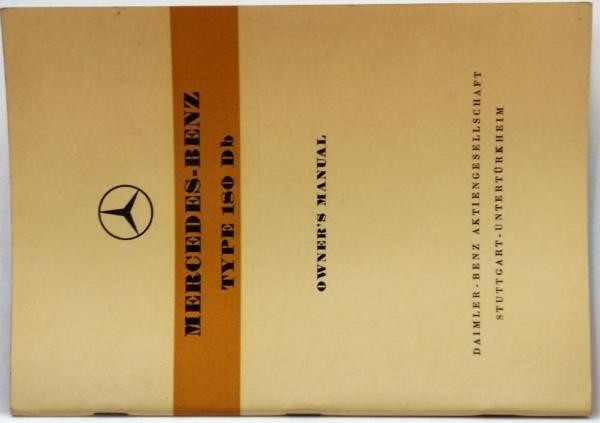 MERCEDES-BENZ
TYPE 180 Db
OWNER'S MANUAL
DAIMLER-BENZ AKTIENGESELLSCHAFT
STUTTGART-UNTERTÜRKHEIM